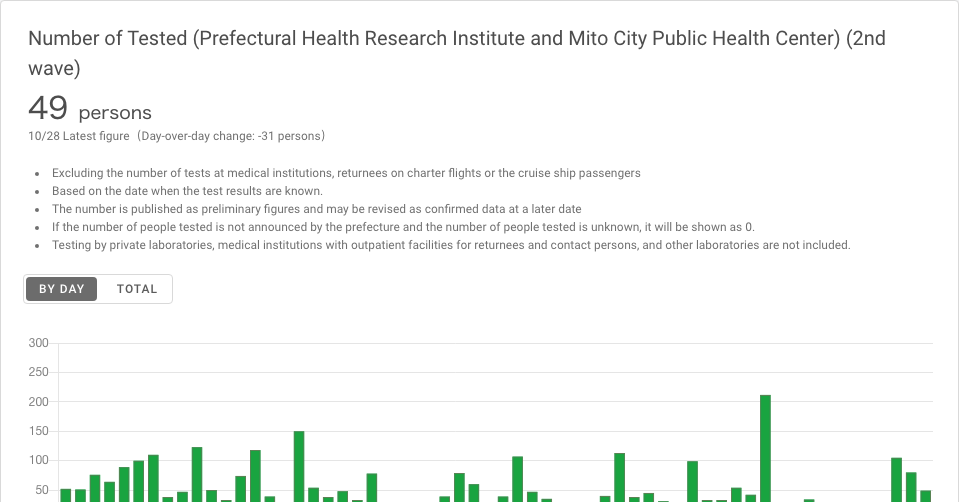 Number of Tested (Prefectural Health Research Institute and Mito City Public Health Center) (2nd
wave)
49 persons
10/28 Latest figure（Day-over-day change: -31 persons）
• Excluding the number of tests at medical institutions, returnees on charter flights or the cruise ship passengers
• Based on the date when the test results are known.
• The number is published as preliminary figures and may be revised as confirmed data at a later date
• If the number of people tested is not announced by the prefecture and the number of people tested is unknown, it will be shown as 0.
• Testing by private laboratories, medical institutions with outpatient facilities for returnees and contact persons, and other laboratories are not included.
BY DAY TOTAL
300
250
200
150
100
50